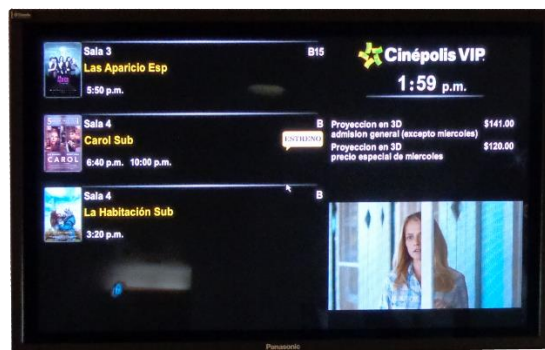 Sala 3
B15
Las Aparicio Esp
5:50 p.m.
Sala 4
B
Carol Sub
ESTRENO
6:40 p.m. 10:00 p.m.
CAROL
Sala 4
B
La Habitación Sub
3:20 p.m.
Cinépolis VIP
1:59 p.m.
Proyeccion en 3D $141.00
admision general (excepto miercoles)
Proyeccion en 3D $120.00
precio especial de miercoles
Panasonic